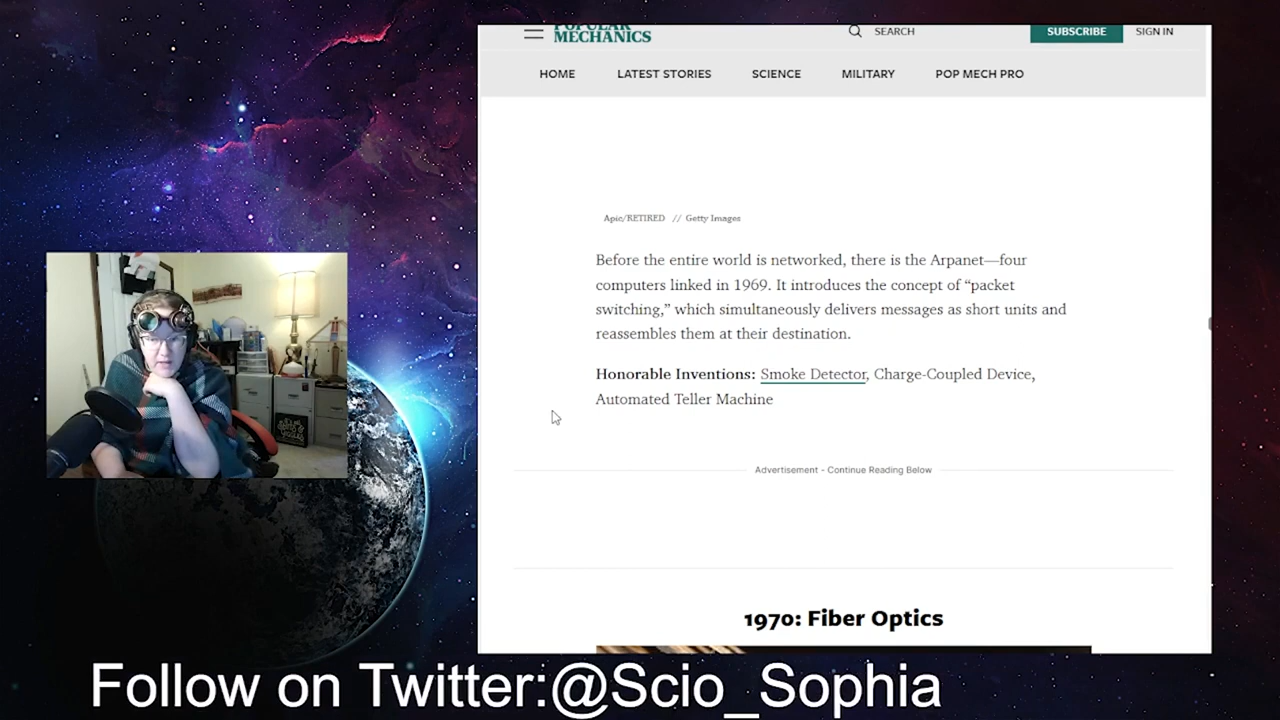 POPULAR
MECHANICS
SEARCH
SUBSCRIBE
SIGN IN
HOME
LATEST STORIES
SCIENCE
MILITARY
POP MECH PRO
Apic/RETIRED // Getty Images
Before the entire world is networked, there is the Arpanet—four
computers linked in 1969. It introduces the concept of “packet
switching,” which simultaneously delivers messages as short units and
reassembles them at their destination.
Honorable Inventions: Smoke Detector, Charge-Coupled Device,
Automated Teller Machine
Advertisement - Continue Reading Below
1970: Fiber Optics
Follow on Twitter:@Scio_Sophia